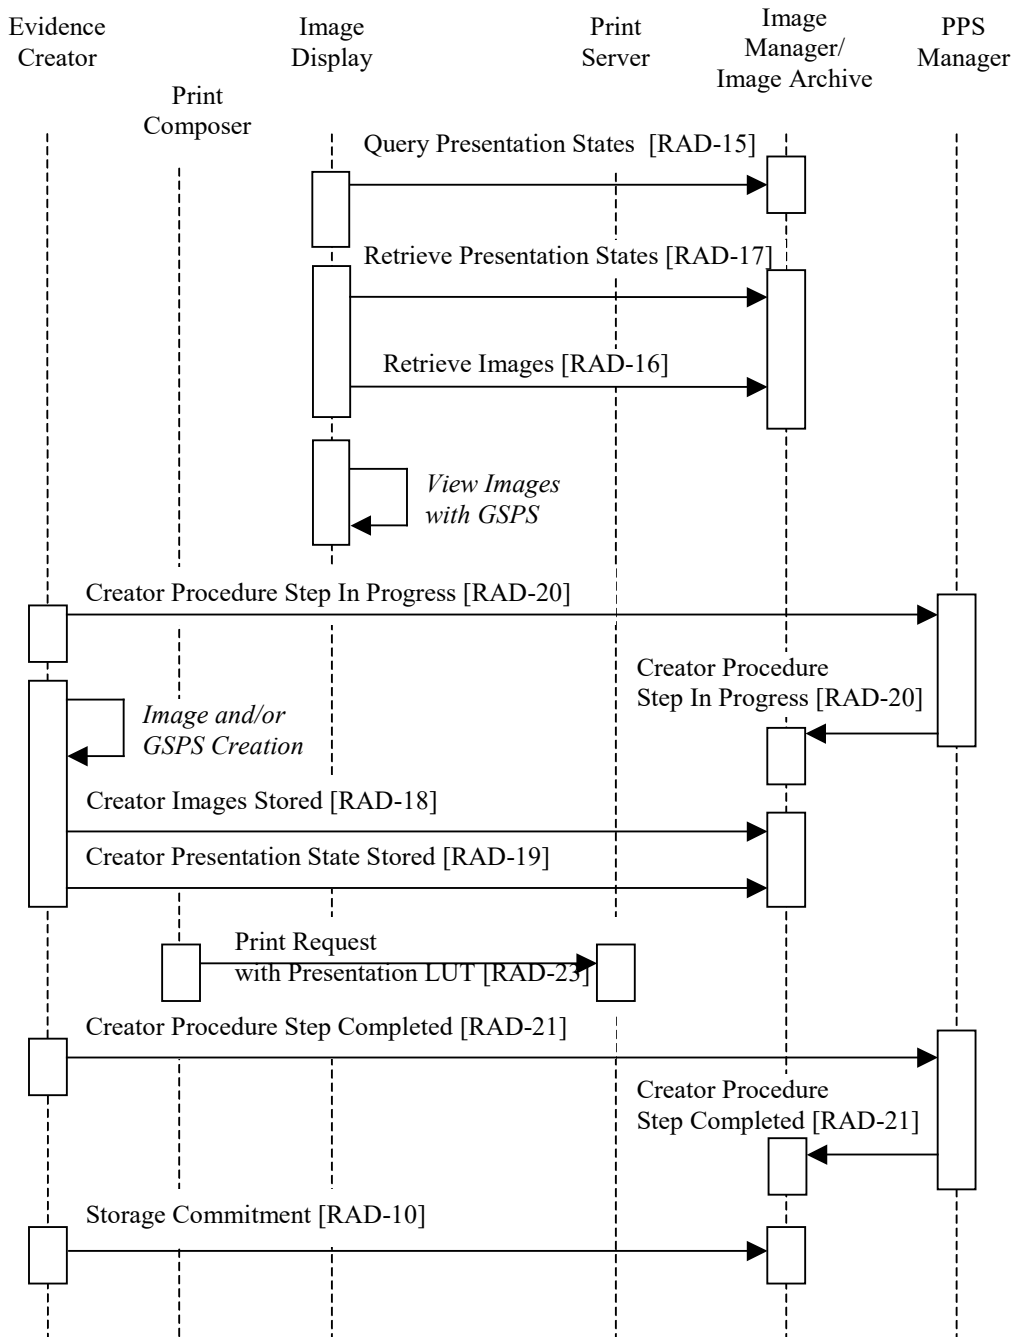 Evidence
Creator
Print
Composer
Image
Display
Print
Server
Image
Manager/
Image Archive
PPS
Manager
Query Presentation States [RAD-15]
Retrieve Presentation States [RAD-17]
Retrieve Images [RAD-16]
View Images
with GSPS
Creator Procedure Step In Progress [RAD-20]
Creator Procedure
Step In Progress [RAD-20]
Image and/or
GSPS Creation
Creator Images Stored [RAD-18]
Creator Presentation State Stored [RAD-19]
Print Request
with Presentation LUT [RAD-23]
Creator Procedure Step Completed [RAD-21]
Creator Procedure
Step Completed [RAD-21]
Storage Commitment [RAD-10]